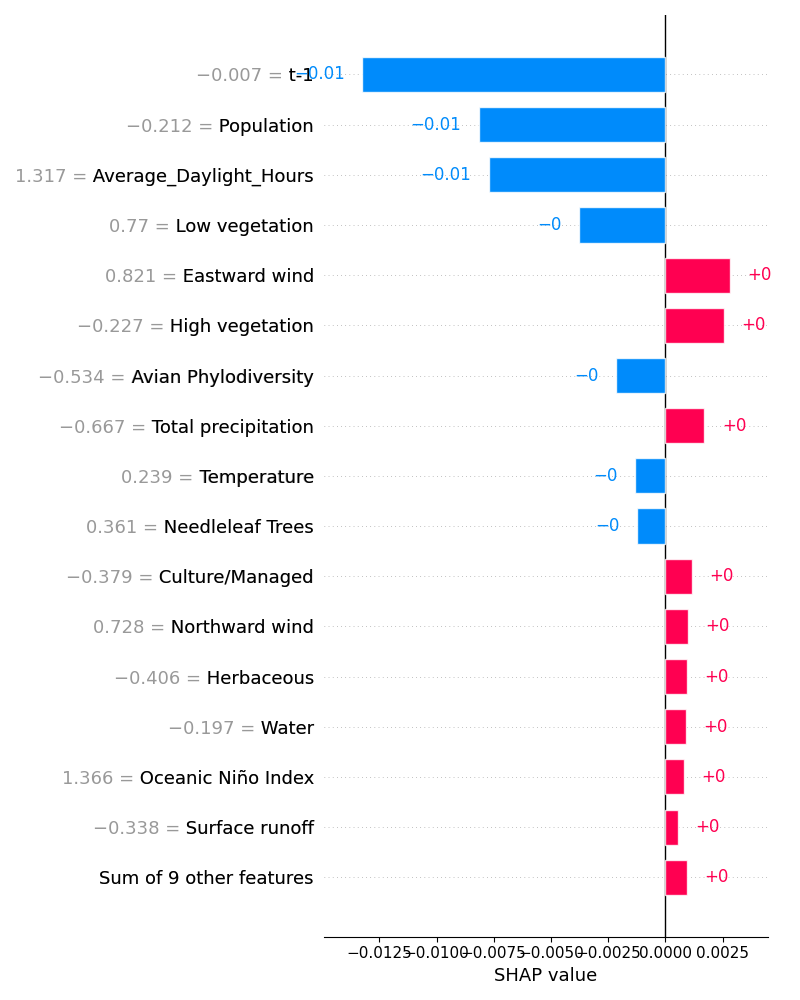 −0.007 = t-1 −0.01
−0.212 = Population −0.01
1.317 = Average_Daylight_Hours −0.01
0.77 = Low vegetation −0
0.821 = Eastward wind +0
−0.227 = High vegetation +0
−0.534 = Avian Phylodiversity −0
−0.667 = Total precipitation +0
0.239 = Temperature −0
0.361 = Needleleaf Trees −0
−0.379 = Culture/Managed +0
0.728 = Northward wind +0
−0.406 = Herbaceous +0
−0.197 = Water +0
1.366 = Oceanic Niño Index +0
−0.338 = Surface runoff +0
Sum of 9 other features +0
−0.0125 −0.0100 −0.0075 −0.0050 −0.0025 0.0000 0.0025
SHAP value